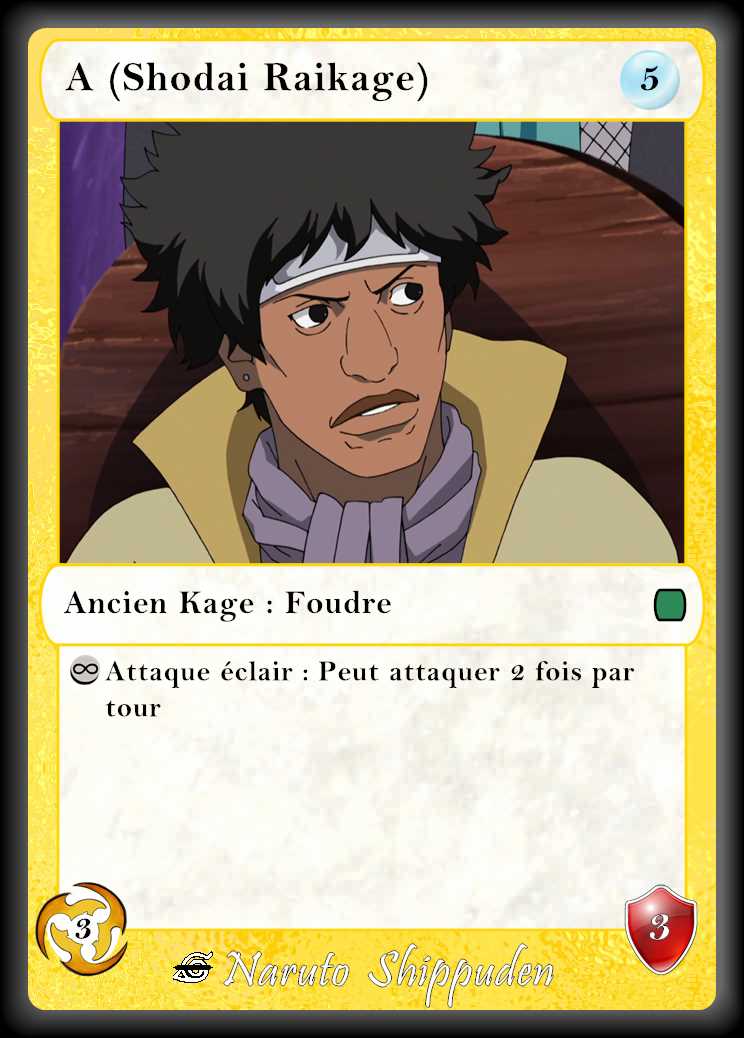 A (Shodai Raikage)
5
Ancien Kage : Foudre
∞ Attaque éclair : Peut attaquer 2 fois par
tour
3
3
Naruto Shippuden